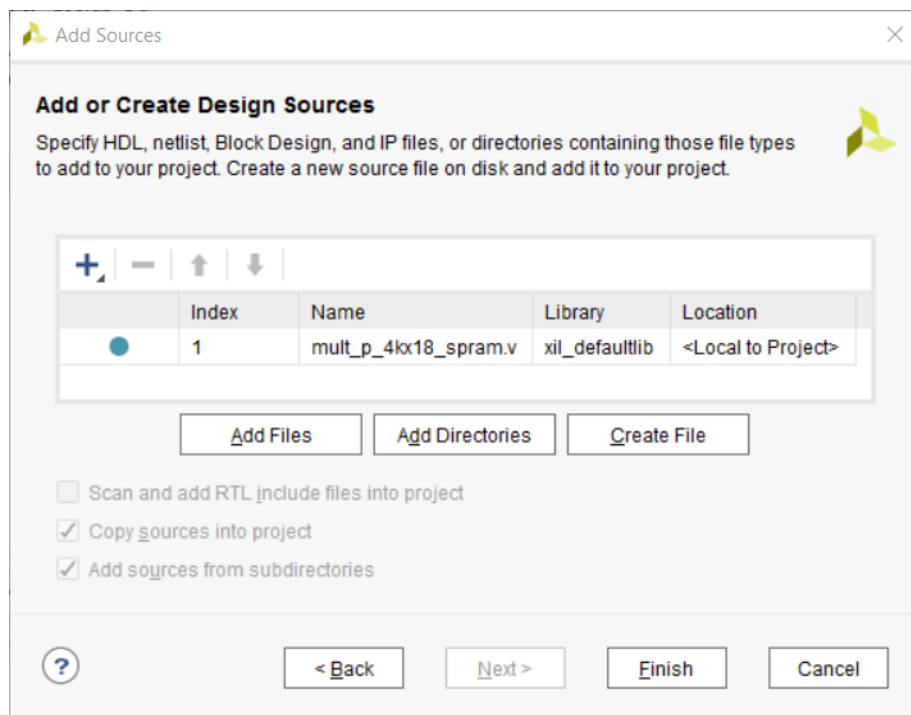 Add Sources
Add or Create Design Sources
Specify HDL, netlist, Block Design, and IP files, or directories containing those file types
to add to your project. Create a new source file on disk and add it to your project.
Index Name Library Location
1 mult_p_4kx18_spram.v xil_defaultlib <Local to Project>
Add Files Add Directories Create File
Scan and add RTL include files into project
Copy sources into project
Add sources from subdirectories
? < Back Next > Finish Cancel